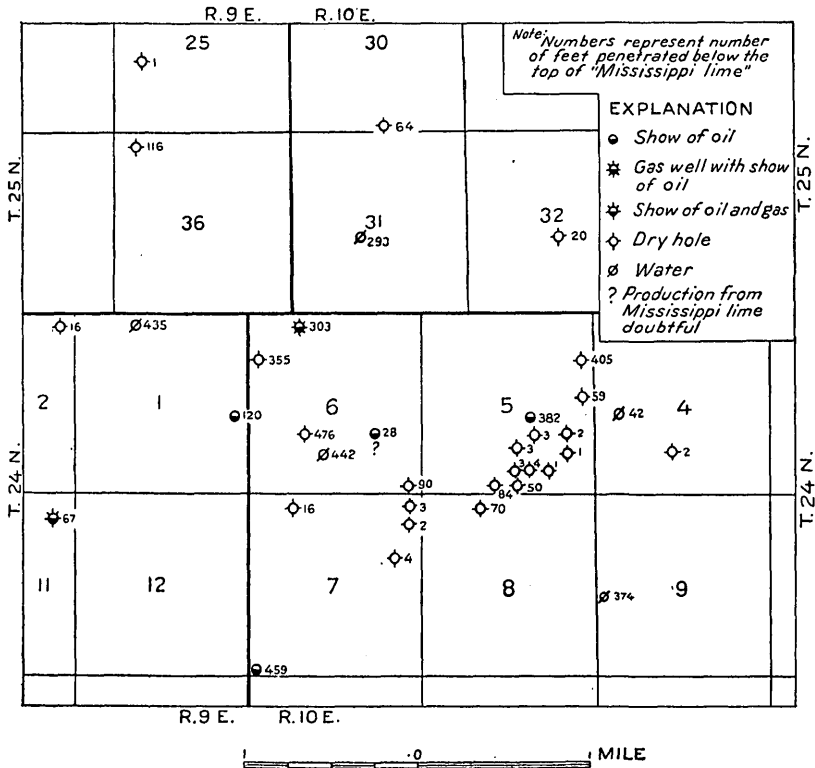 R. 9 E. R. 10 E.
25 30
Note: Numbers represent number
of feet penetrated below the
top of "Mississippi lime"
1
EXPLANATION
64
Show of oil
116
Gas well with show
of oil
T. 25 N. T. 25 N.
Show of oil and gas
36 31 32
293 20
Dry hole
Water
? Production from
Mississippi lime
doubtful
16 435 303
355 405
59
2 1 6 5 4
120 382 42
476 28 3 2
442 ? 3 1 2
3 4 1
90 84 50
T. 24 N. T. 24 N.
67 16 3 70
2
4
11 12 7 8 9
374
459
R. 9 E. R. 10 E.
1 0 1 MILE